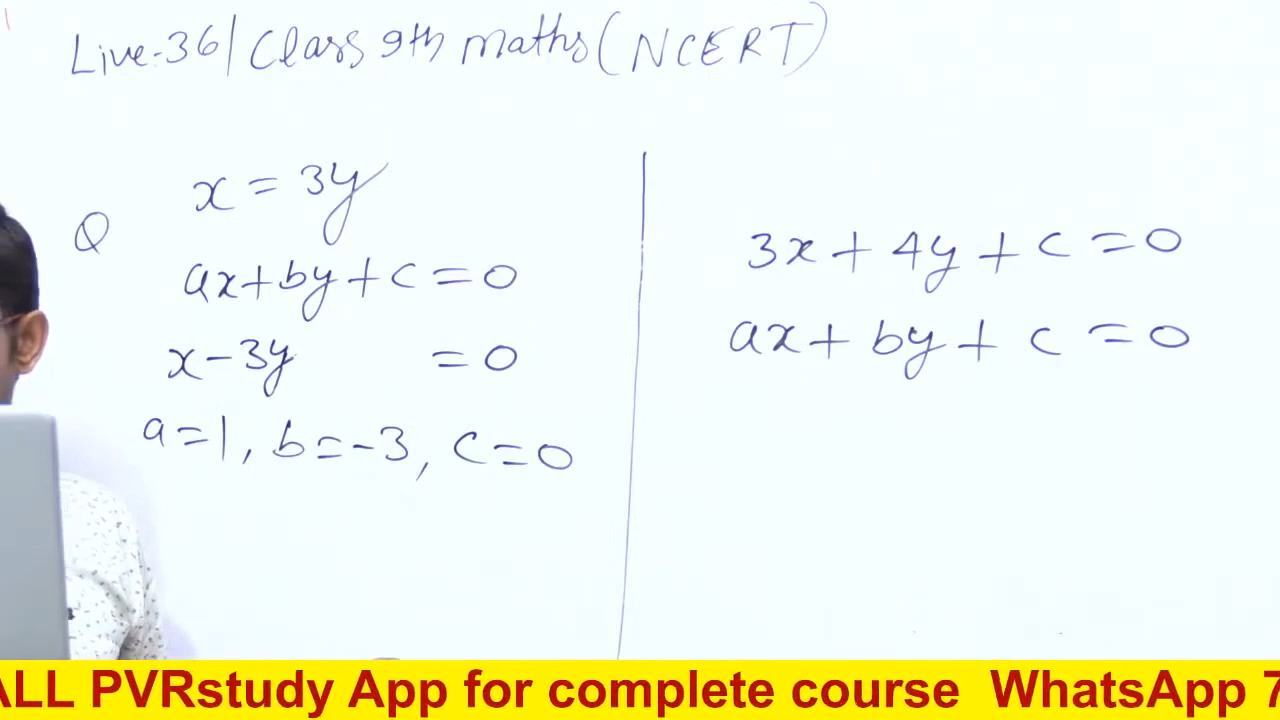 Live-36/ Class 9th maths (NCERT)
Q
x = 3y
ax+by+c=0
x-3y =0
a=1, b=-3, c=0
3x+4y+c=0
ax+by+c=0
ALL PVRstudy App for complete course WhatsApp 7